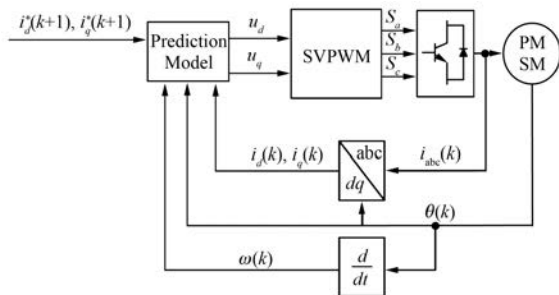 i*d(k+1), i*q(k+1)
Prediction
Model
ud
uq
SVPWM
Sa
Sb
Sc
PM
SM
id(k), iq(k)
abc
dq
iabc(k)
θ(k)
ω(k)
d
dt